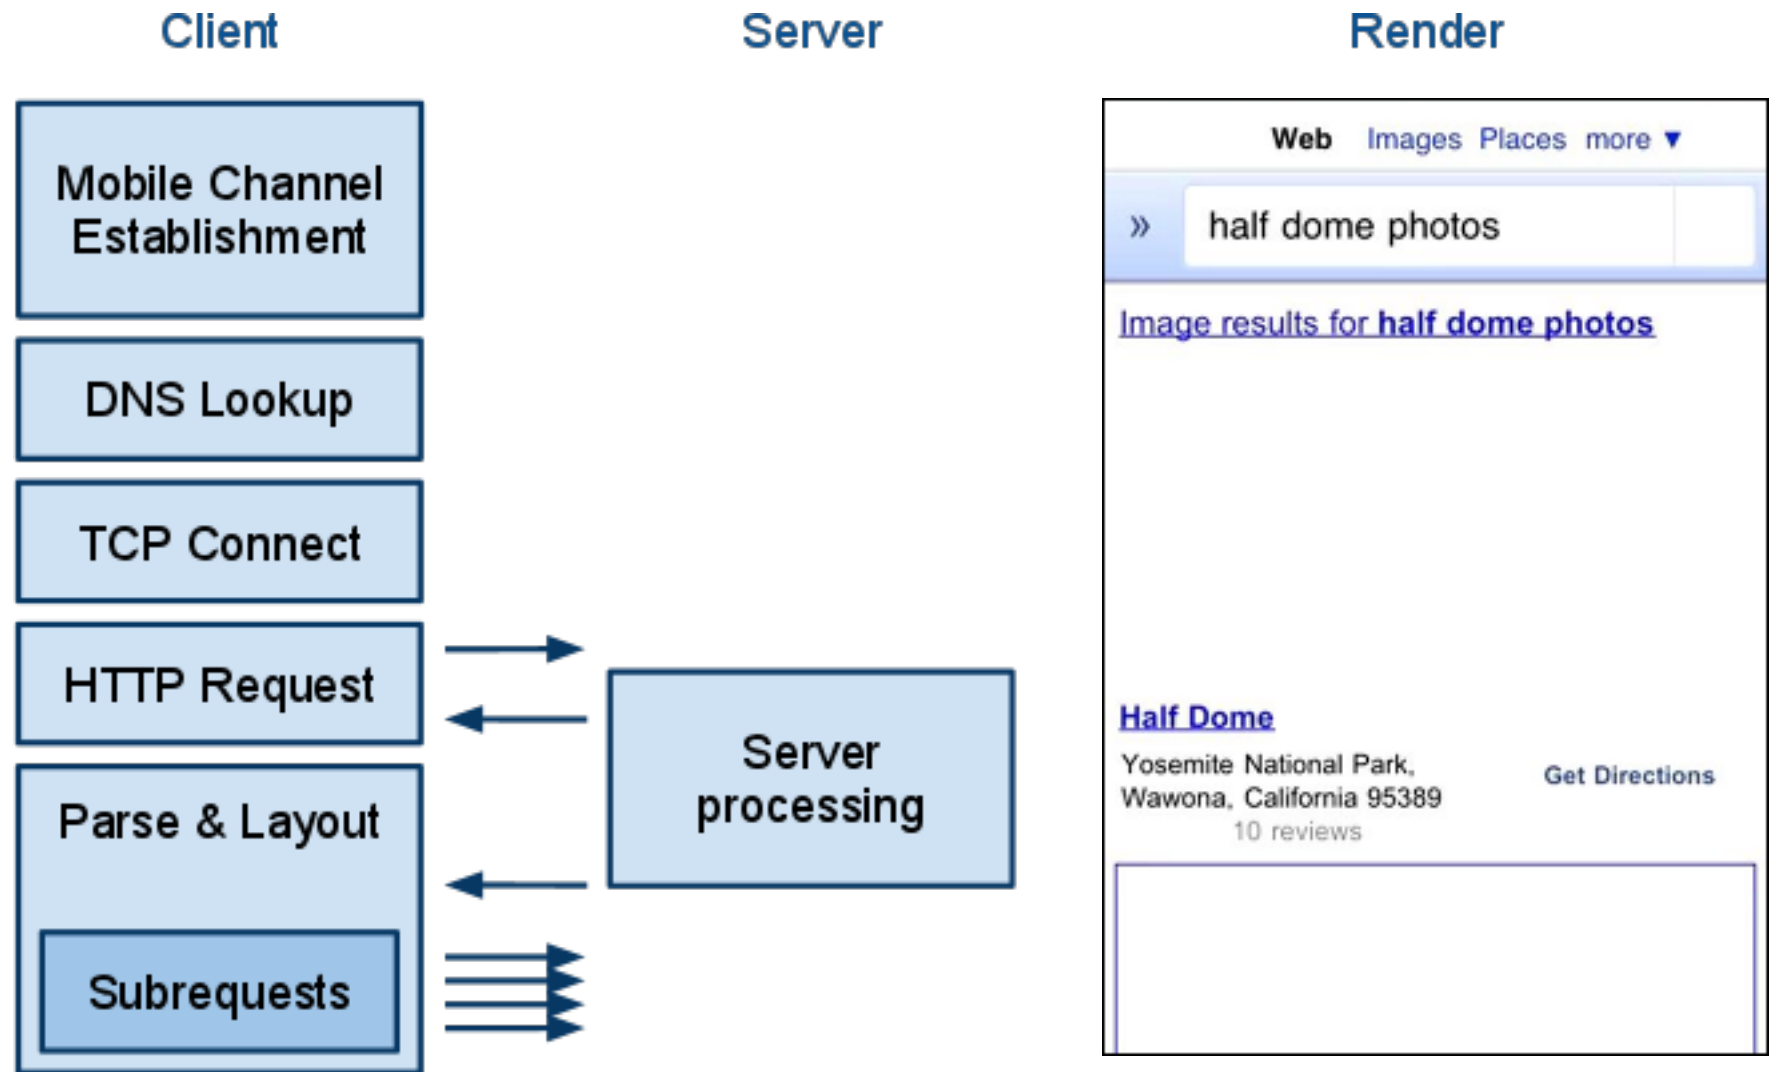 Client
Server
Render
Mobile Channel
Establishment
DNS Lookup
TCP Connect
HTTP Request
Parse & Layout
Subrequests
Server
processing
Web Images Places more ▼
» half dome photos
Image results for half dome photos
Half Dome
Yosemite National Park,
Wawona, California 95389
10 reviews
Get Directions